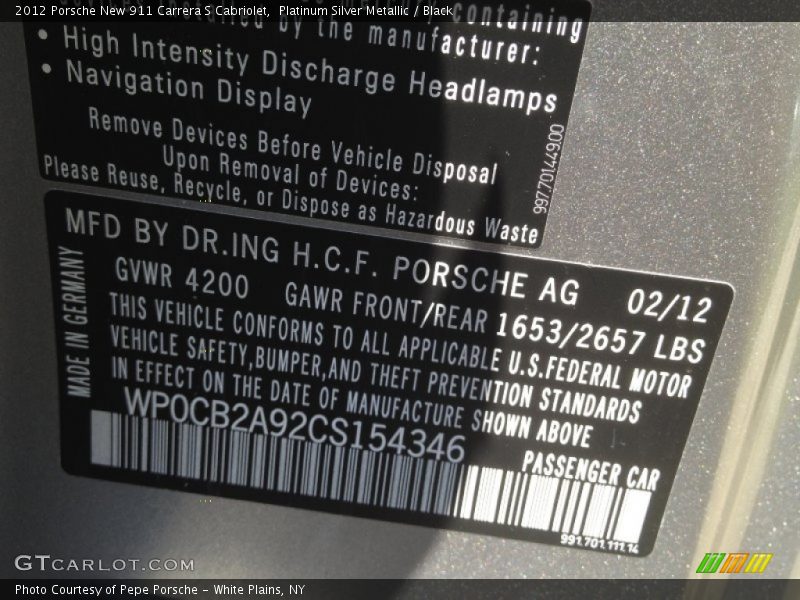 2012 Porsche New 911 Carrera S Cabriolet, Platinum Silver Metallic / Black
containing
by the manufacturer:
• High Intensity Discharge Headlamps
• Navigation Display
Remove Devices Before Vehicle Disposal
Upon Removal of Devices:
Please Reuse, Recycle, or Dispose as Hazardous Waste
997.701.449.00
MFD BY DR.ING H.C.F. PORSCHE AG 02/12
GVWR 4200 GAWR FRONT/REAR 1653/2657 LBS
THIS VEHICLE CONFORMS TO ALL APPLICABLE U.S.FEDERAL MOTOR
VEHICLE SAFETY,BUMPER,AND THEFT PREVENTION STANDARDS
IN EFFECT ON THE DATE OF MANUFACTURE SHOWN ABOVE
MADE IN GERMANY
WP0CB2A92CS154346
PASSENGER CAR
991.701.111.14
GTCARLOT.COM
Photo Courtesy of Pepe Porsche - White Plains, NY